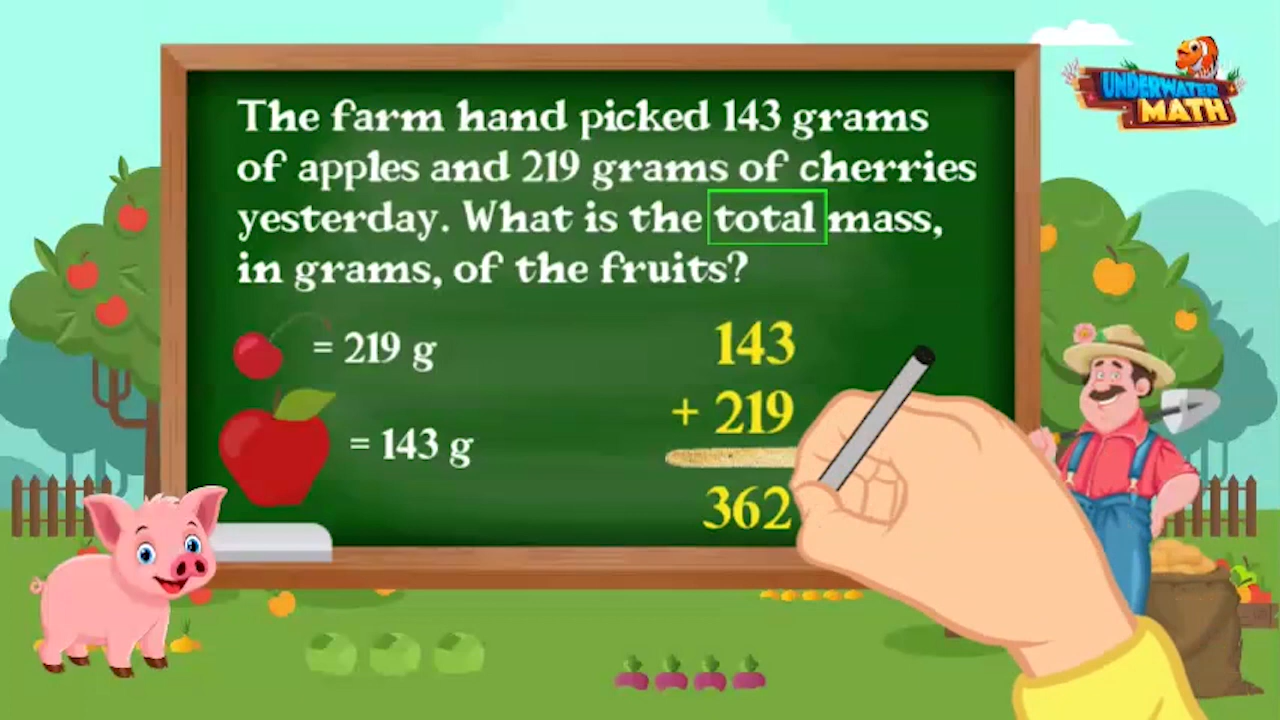 The farm hand picked 143 grams
of apples and 219 grams of cherries
yesterday. What is the total mass,
in grams, of the fruits?
= 219 g
= 143 g
143
+ 219
362
UNDERWATER
MATH